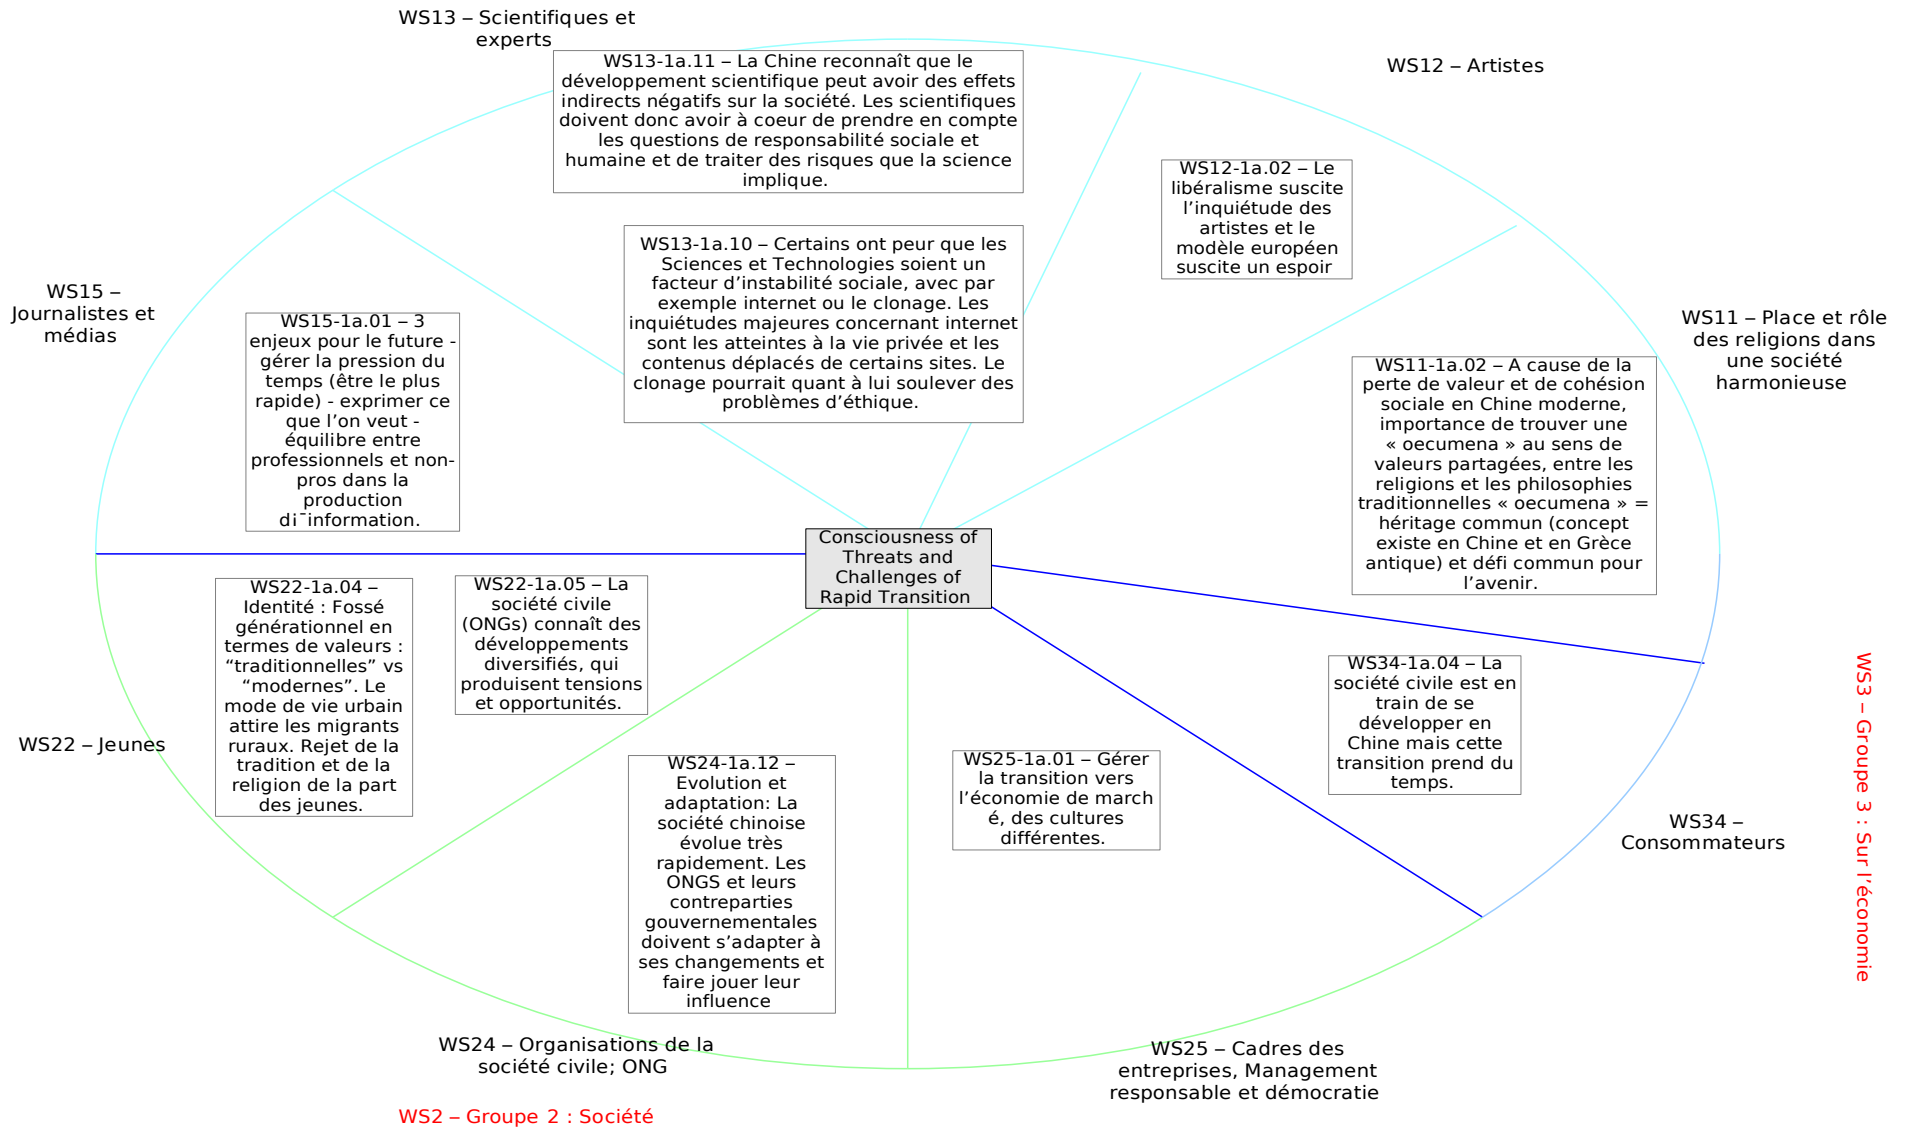 WS13 – Scientifiques et
experts
WS13-1a.11 – La Chine reconnaît que le
développement scientifique peut avoir des effets
indirects négatifs sur la société. Les scientifiques
doivent donc avoir à coeur de prendre en compte
les questions de responsabilité sociale et
humaine et de traiter des risques que la science
implique.
WS12 – Artistes
WS12-1a.02 – Le
libéralisme suscite
l’inquiétude des
artistes et le
modèle européen
suscite un espoir
WS13-1a.10 – Certains ont peur que les
Sciences et Technologies soient un
facteur d’instabilité sociale, avec par
exemple internet ou le clonage. Les
inquiétudes majeures concernant internet
sont les atteintes à la vie privée et les
contenus déplacés de certains sites. Le
clonage pourrait quant à lui soulever des
problèmes d’éthique.
WS15 –
Journalistes et
médias
WS15-1a.01 – 3
enjeux pour le future -
gérer la pression du
temps (être le plus
rapide) - exprimer ce
que l’on veut -
équilibre entre
professionnels et non-
pros dans la
production
di¯information.
WS11 – Place et rôle
des religions dans
une société
harmonieuse
WS11-1a.02 – A cause de la
perte de valeur et de cohésion
sociale en Chine moderne,
importance de trouver une
« oecumena » au sens de
valeurs partagées, entre les
religions et les philosophies
traditionnelles « oecumena » =
héritage commun (concept
existe en Chine et en Grèce
antique) et défi commun pour
l’avenir.
Consciousness of
Threats and
Challenges of
Rapid Transition
WS22-1a.04 –
Identité : Fossé
générationnel en
termes de valeurs :
“traditionnelles” vs
“modernes”. Le
mode de vie urbain
attire les migrants
ruraux. Rejet de la
tradition et de la
religion de la part
des jeunes.
WS22-1a.05 – La
société civile
(ONGs) connaît des
développements
diversifiés, qui
produisent tensions
et opportunités.
WS22 – Jeunes
WS24-1a.12 –
Evolution et
adaptation: La
société chinoise
évolue très
rapidement. Les
ONGS et leurs
contreparties
gouvernementales
doivent s’adapter à
ses changements et
faire jouer leur
influence
WS25-1a.01 – Gérer
la transition vers
l’économie de march
é, des cultures
différentes.
WS34-1a.04 – La
société civile est en
train de se
développer en
Chine mais cette
transition prend du
temps.
WS34 –
Consommateurs
WS3 – Groupe 3 : Sur l’économie
WS24 – Organisations de la
société civile; ONG
WS25 – Cadres des
entreprises, Management
responsable et démocratie
WS2 – Groupe 2 : Société